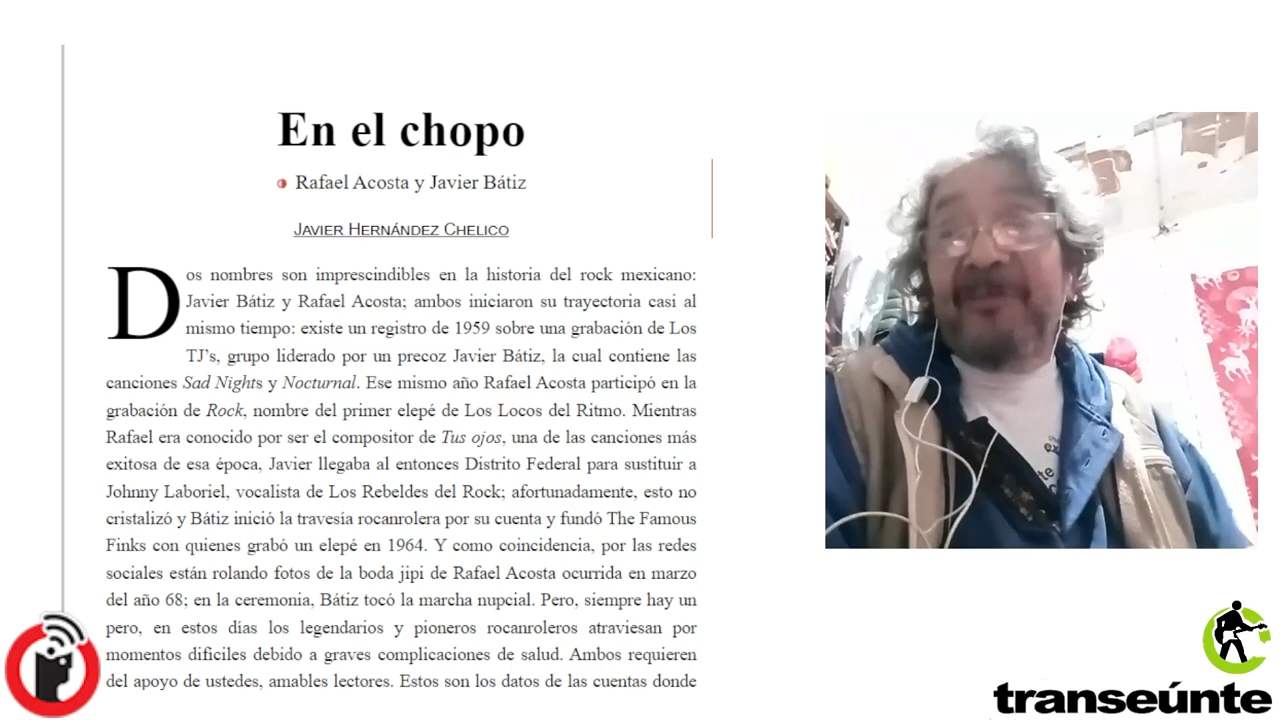 En el chopo
Rafael Acosta y Javier Bátiz
JAVIER HERNÁNDEZ CHELICO
Dos nombres son imprescindibles en la historia del rock mexicano:
Javier Bátiz y Rafael Acosta; ambos iniciaron su trayectoria casi al
mismo tiempo: existe un registro de 1959 sobre una grabación de Los
TJ's, grupo liderado por un precoz Javier Bátiz, la cual contiene las
canciones Sad Nights y Nocturnal. Ese mismo año Rafael Acosta participó en la
grabación de Rock, nombre del primer elepé de Los Locos del Ritmo. Mientras
Rafael era conocido por ser el compositor de Tus ojos, una de las canciones más
exitosa de esa época, Javier llegaba al entonces Distrito Federal para sustituir a
Johnny Laboriel, vocalista de Los Rebeldes del Rock; afortunadamente, esto no
cristalizó y Bátiz inició la travesía rocanrolera por su cuenta y fundó The Famous
Finks con quienes grabó un elepé en 1964. Y como coincidencia, por las redes
sociales están rolando fotos de la boda jipi de Rafael Acosta ocurrida en marzo
del año 68; en la ceremonia, Bátiz tocó la marcha nupcial. Pero, siempre hay un
pero, en estos días los legendarios y pioneros rocanroleros atraviesan por
momentos difíciles debido a graves complicaciones de salud. Ambos requieren
del apoyo de ustedes, amables lectores. Estos son los datos de las cuentas donde
transeúnte